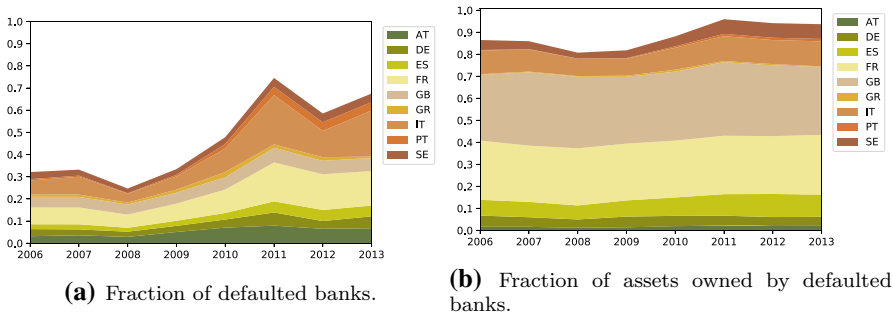 1.0
0.9
0.8
0.7
0.6
0.5
0.4
0.3
0.2
0.1
0.0
2006 2007 2008 2009 2010 2011 2012 2013
AT
DE
ES
FR
GB
GR
IT
PT
SE
(a) Fraction of defaulted banks.
1.0
0.9
0.8
0.7
0.6
0.5
0.4
0.3
0.2
0.1
0.0
2006 2007 2008 2009 2010 2011 2012 2013
AT
DE
ES
FR
GB
GR
IT
PT
SE
(b) Fraction of assets owned by defaulted
banks.